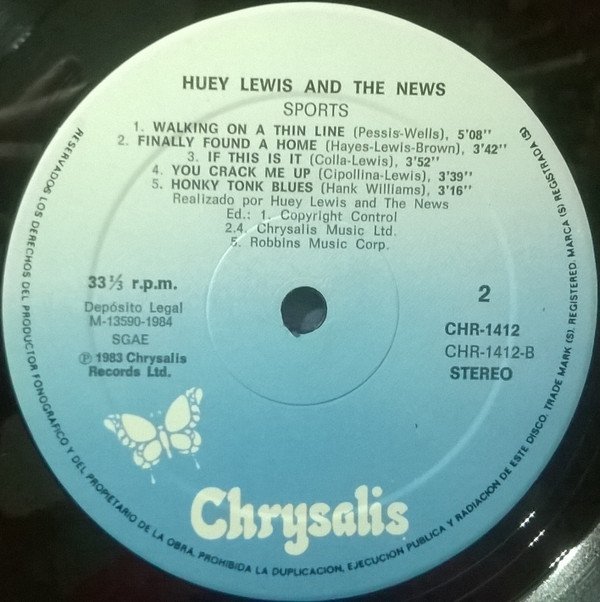 HUEY LEWIS AND THE NEWS
SPORTS
1. WALKING ON A THIN LINE (Pessis-Wells), 5'08''
2. FINALLY FOUND A HOME (Hayes-Lewis-Brown), 3'42''
3. IF THIS IS IT (Colla-Lewis), 3'52''
4. YOU CRACK ME UP (Cipollina-Lewis), 3'39''
5. HONKY TONK BLUES (Hank Williams), 3'16''
Realizado por Huey Lewis and The News
Ed.: 1. Copyright Control
2.4. Chrysalis Music Ltd.
5. Robbins Music Corp.
33 1/3 r.p.m.
Depósito Legal
M-13590-1984
SGAE
℗ 1983 Chrysalis
Records Ltd.
2
CHR-1412
CHR-1412-B
STEREO
Chrysalis
RESERVADOS LOS DERECHOS DEL PRODUCTOR FONOGRAFICO Y DEL PROPIETARIO DE LA OBRA. PROHIBIDA LA DUPLICACION, EJECUCION PUBLICA Y RADIACION DE ESTE DISCO. TRADE MARK (S) REGISTERED. MARCA (S) REGISTRADA (S)